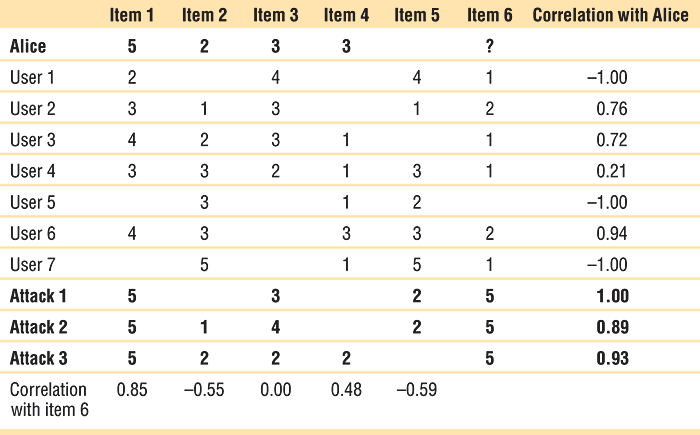 Item 1 Item 2 Item 3 Item 4 Item 5 Item 6 Correlation with Alice
Alice 5 2 3 3 ?
User 1 2 4 4 1 –1.00
User 2 3 1 3 1 2 0.76
User 3 4 2 3 1 1 0.72
User 4 3 3 2 1 3 1 0.21
User 5 3 1 2 –1.00
User 6 4 3 3 3 2 0.94
User 7 5 1 5 1 –1.00
Attack 1 5 3 2 5 1.00
Attack 2 5 1 4 2 5 0.89
Attack 3 5 2 2 2 5 0.93
Correlation 0.85 –0.55 0.00 0.48 –0.59
with item 6